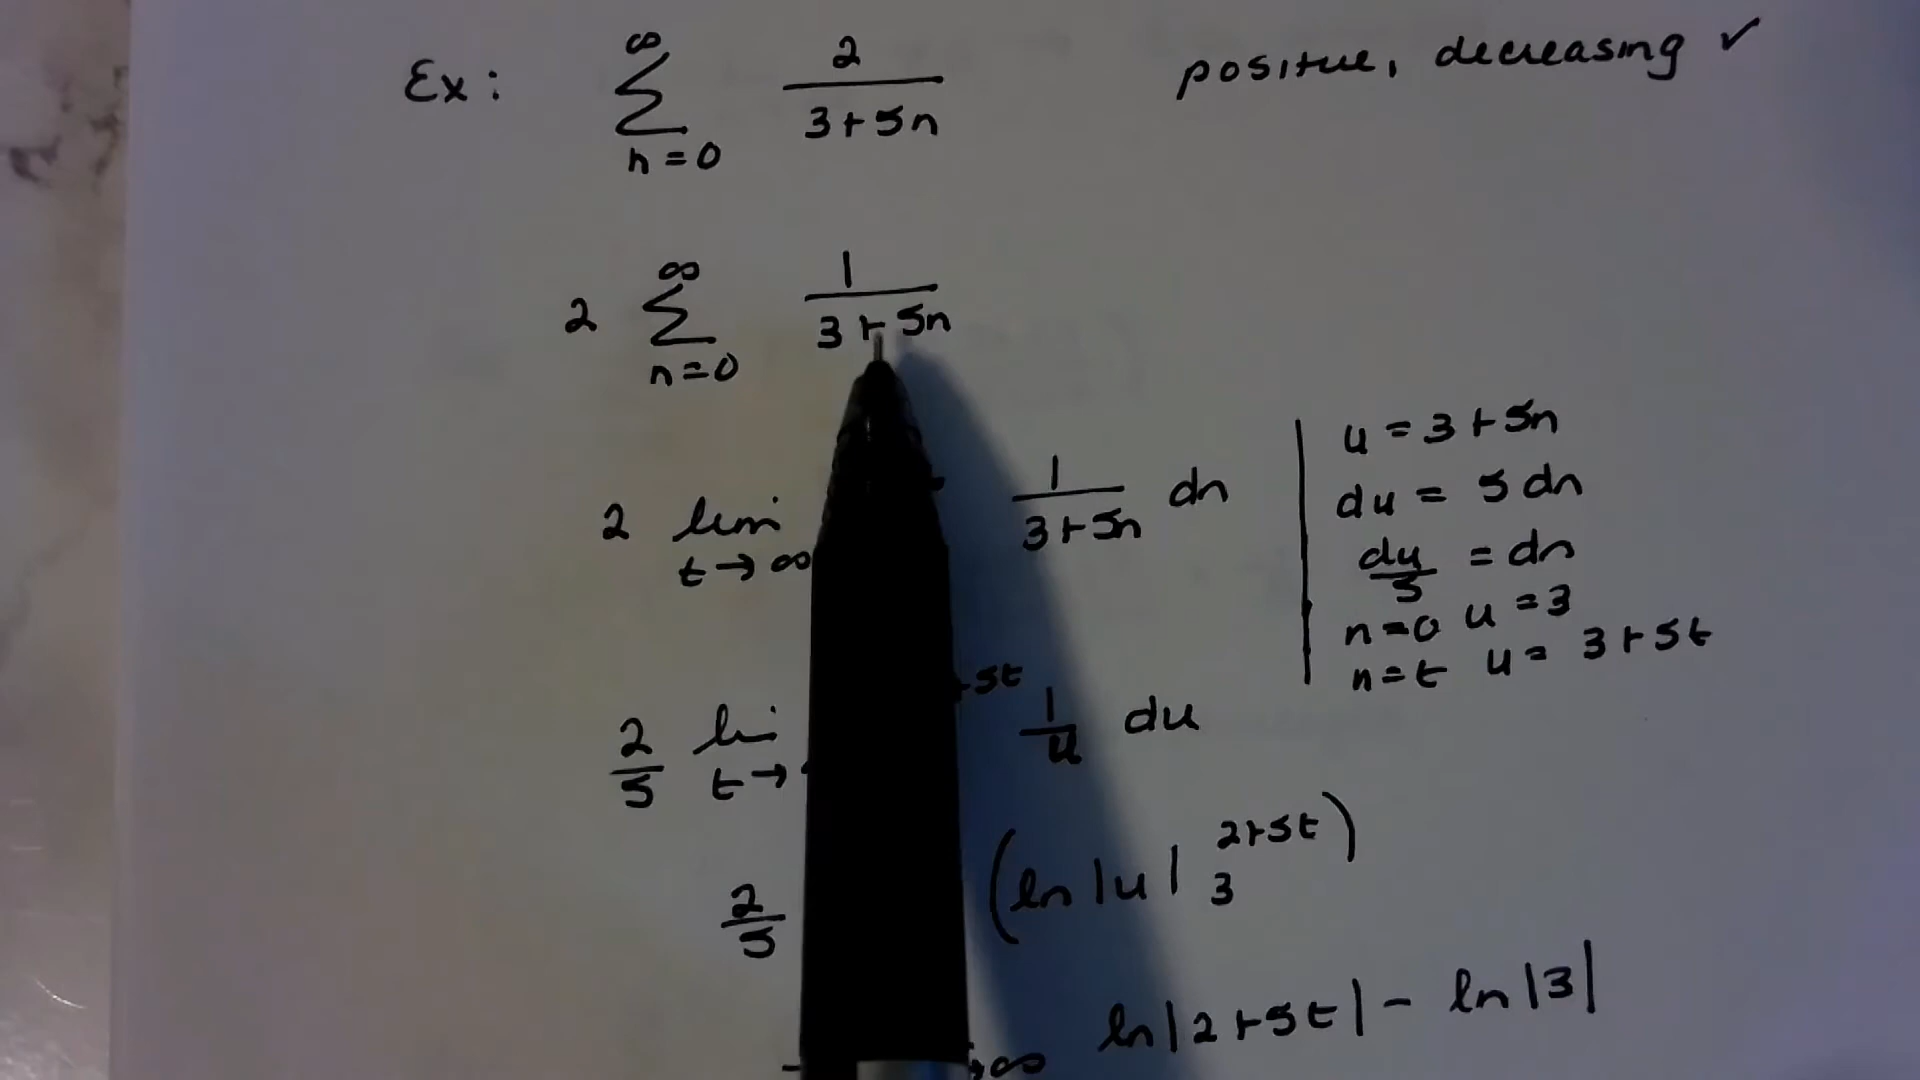 Ex: ∞ ∑ n=0 2/(3+5n) positive, decreasing ✓
2 ∞ ∑ n=0 1/(3+5n)
2 lim t→∞ 1/(3+5n) dn
u = 3+5n
du = 5 dn
du/5 = dn
n=0 u=3
n=t u= 3+5t
2/5 li t→ +5t 1/u du
2/5 (ln |u| 2+5t 3)
→∞ ln|2+5t| - ln|3|